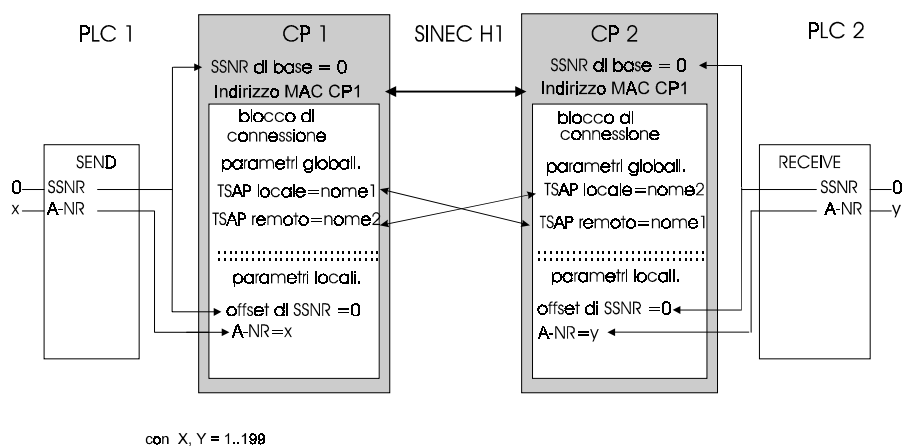 PLC 1
CP 1
SINEC H1
CP 2
PLC 2
SSNR di base = 0
Indirizzo MAC CP1
blocco di
connessione
parametri globali.
TSAP locale=nome1
TSAP remoto=nome2
parametri locali.
offset di SSNR =0
A-NR=x
SSNR di base = 0
Indirizzo MAC CP1
blocco di
connessione
parametri globali.
TSAP locale=nome2
TSAP remoto=nome1
parametri locali.
offset di SSNR =0
A-NR=y
SEND
0 SSNR
x A-NR
RECEIVE
SSNR 0
A-NR y
con X, Y = 1..199